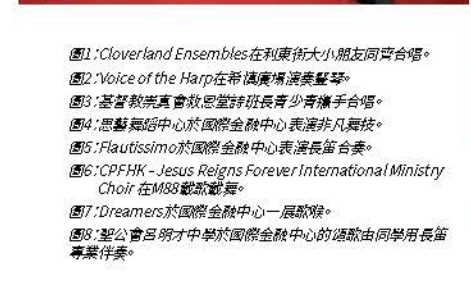 圖1：Cloverland Ensembles在利東街大小朋友同齊合唱。
圖2：Voice of the Harp在希慎廣場演奏豎琴。
圖3：基督教崇真會救恩堂詩班長青少青攜手合唱。
圖4：思藝舞蹈中心於國際金融中心表演非凡舞技。
圖5：Flautissimo於國際金融中心表演長笛合奏。
圖6：CPFHK - Jesus Reigns Forever International Ministry
Choir 在M88載歌載舞。
圖7：Dreamers於國際金融中心一展歌喉。
圖8：聖公會呂明才中學於國際金融中心的頌歌由同學用長笛
專業伴奏。